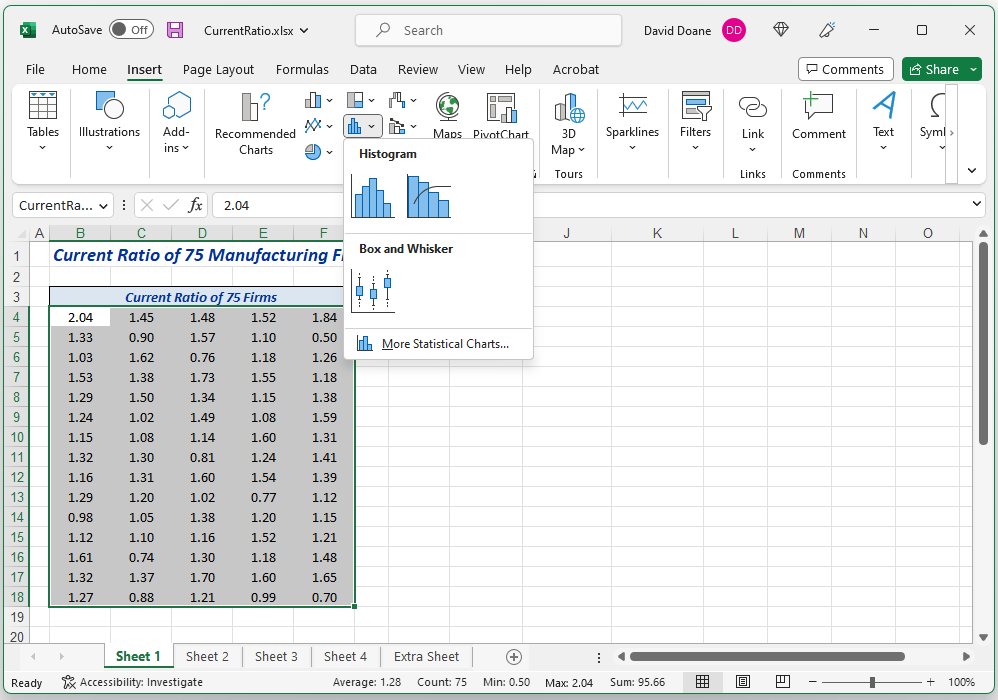 AutoSave Off CurrentRatio.xlsx Search David Doane DD
File Home Insert Page Layout Formulas Data Review View Help Acrobat Comments Share
Tables Illustrations Add-ins Recommended Charts Maps PivotChart 3D Map Sparklines Filters Link Comment Text Symb
Tours Links Comments
Histogram
Box and Whisker
More Statistical Charts...
CurrentRa... fx 2.04
A B C D E F J K L M N O
1 Current Ratio of 75 Manufacturing Fi
2
3 Current Ratio of 75 Firms
4 2.04 1.45 1.48 1.52 1.84
5 1.33 0.90 1.57 1.10 0.50
6 1.03 1.62 0.76 1.18 1.26
7 1.53 1.38 1.73 1.55 1.18
8 1.29 1.50 1.34 1.15 1.38
9 1.24 1.02 1.49 1.08 1.59
10 1.15 1.08 1.14 1.60 1.31
11 1.32 1.30 0.81 1.24 1.41
12 1.16 1.31 1.60 1.54 1.39
13 1.29 1.20 1.02 0.77 1.12
14 0.98 1.05 1.38 1.20 1.15
15 1.12 1.10 1.16 1.52 1.21
16 1.61 0.74 1.30 1.18 1.48
17 1.32 1.37 1.70 1.60 1.65
18 1.27 0.88 1.21 0.99 0.70
19
20
Sheet 1 Sheet 2 Sheet 3 Sheet 4 Extra Sheet
Ready Accessibility: Investigate Average: 1.28 Count: 75 Min: 0.50 Max: 2.04 Sum: 95.66 100%